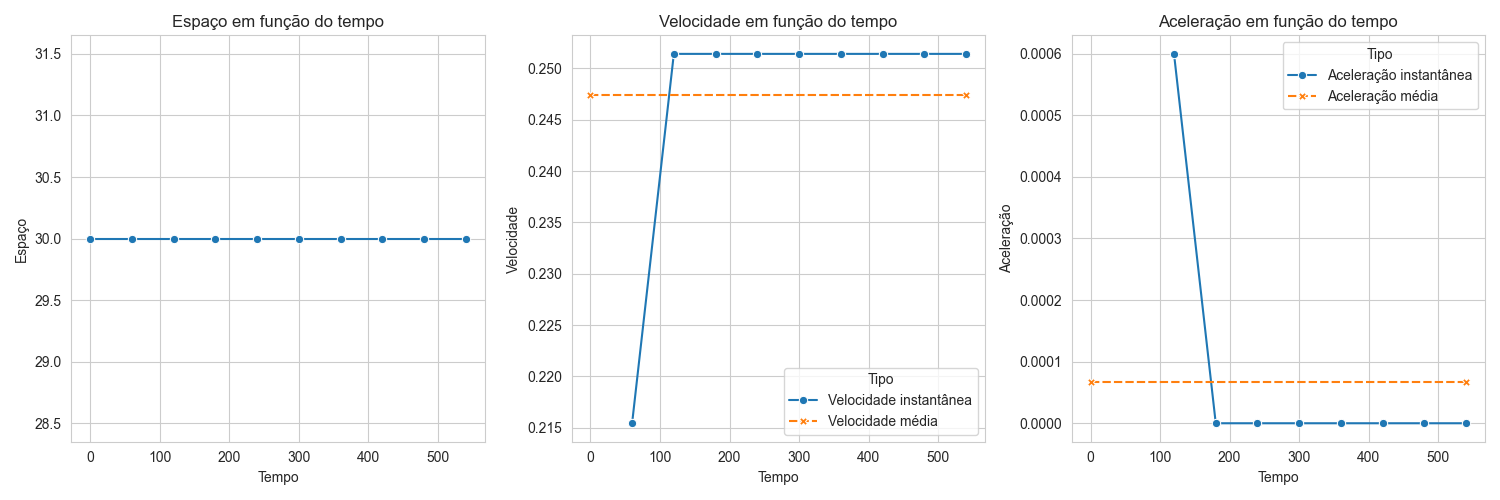 Espaço em função do tempo
31.5
31.0
30.5
30.0
29.5
29.0
28.5
Espaço
0 100 200 300 400 500
Tempo
Velocidade em função do tempo
0.250
0.245
0.240
0.235
0.230
0.225
0.220
0.215
Velocidade
Tipo
Velocidade instantânea
Velocidade média
0 100 200 300 400 500
Tempo
Aceleração em função do tempo
0.0006
0.0005
0.0004
0.0003
0.0002
0.0001
0.0000
Aceleração
Tipo
Aceleração instantânea
Aceleração média
0 100 200 300 400 500
Tempo